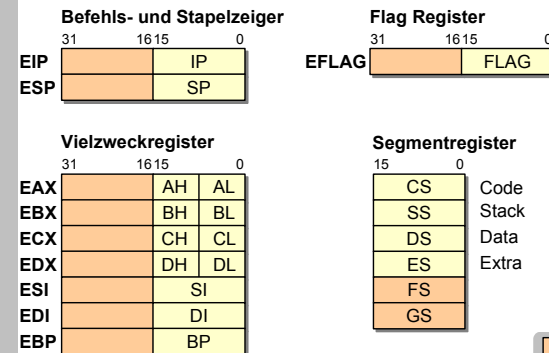 Befehls- und Stapelzeiger
31 16 15 0
EIP IP
ESP SP
Flag Register
31 16 15 0
EFLAG FLAG
Vielzweckregister
31 16 15 0
EAX AH AL
EBX BH BL
ECX CH CL
EDX DH DL
ESI SI
EDI DI
EBP BP
Segmentregister
15 0
CS Code
SS Stack
DS Data
ES Extra
FS
GS